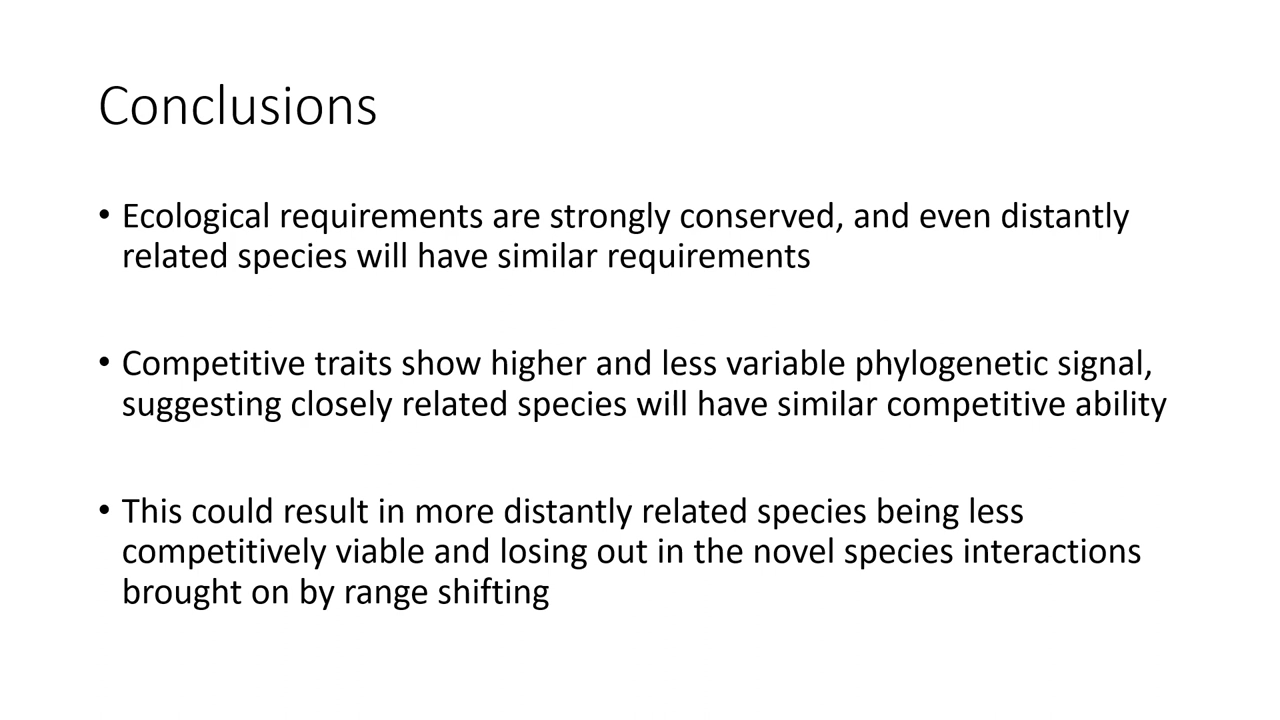 Conclusions
• Ecological requirements are strongly conserved, and even distantly
related species will have similar requirements
• Competitive traits show higher and less variable phylogenetic signal,
suggesting closely related species will have similar competitive ability
• This could result in more distantly related species being less
competitively viable and losing out in the novel species interactions
brought on by range shifting